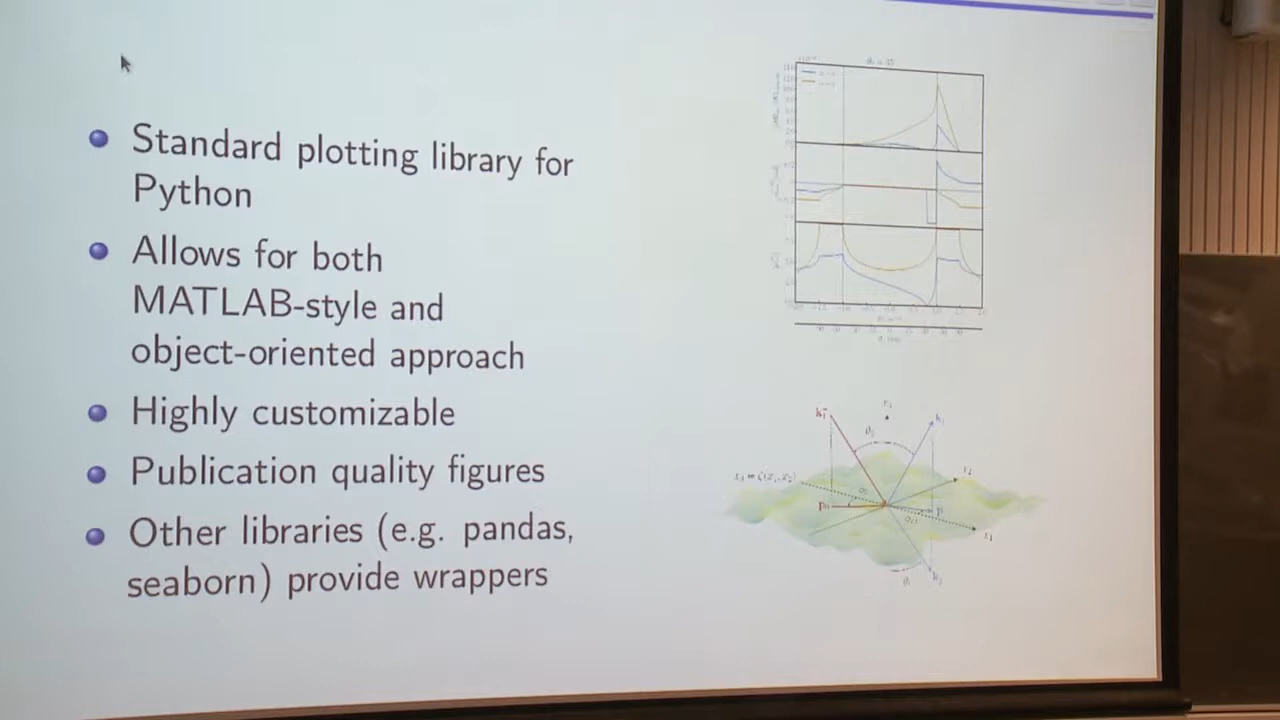 Standard plotting library for
Python
Allows for both
MATLAB-style and
object-oriented approach
Highly customizable
Publication quality figures
Other libraries (e.g. pandas,
seaborn) provide wrappers